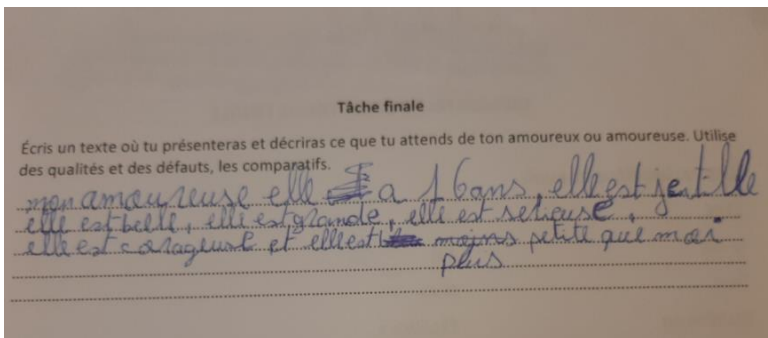 Tâche finale
Écris un texte où tu présenteras et décriras ce que tu attends de ton amoureux ou amoureuse. Utilise
des qualités et des défauts, les comparatifs.
mon amoureuse elle a 16 ans, elle est jentille
elle est belle, elle est grande, elle est serieuse,
elle est corageuse et elle est moins petite que moi
plus